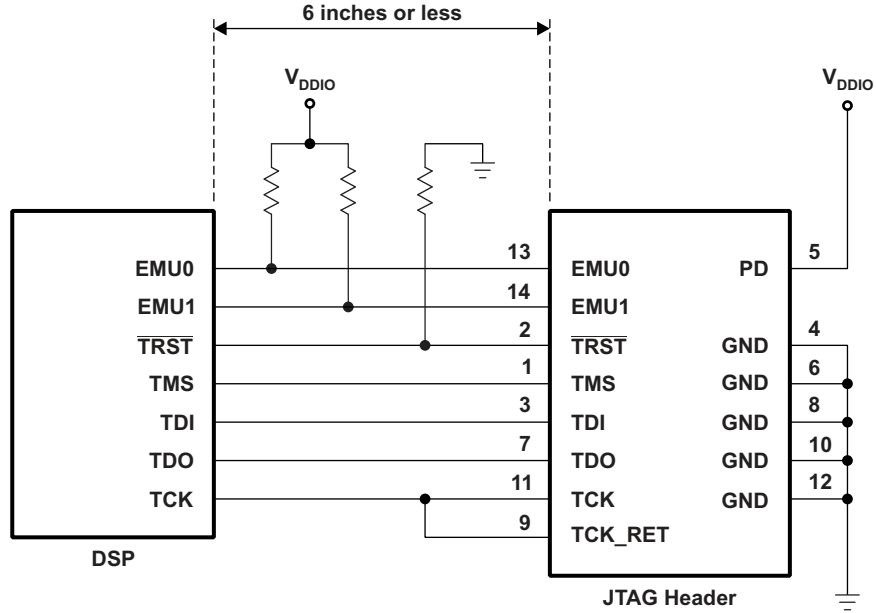 6 inches or less
VDDIO
VDDIO
13
5
EMU0
EMU0
PD
14
EMU1
EMU1
2
4
TRST
TRST
GND
1
6
TMS
TMS
GND
3
8
TDI
TDI
GND
7
10
TDO
TDO
GND
11
12
TCK
TCK
GND
9
TCK_RET
DSP
JTAG Header